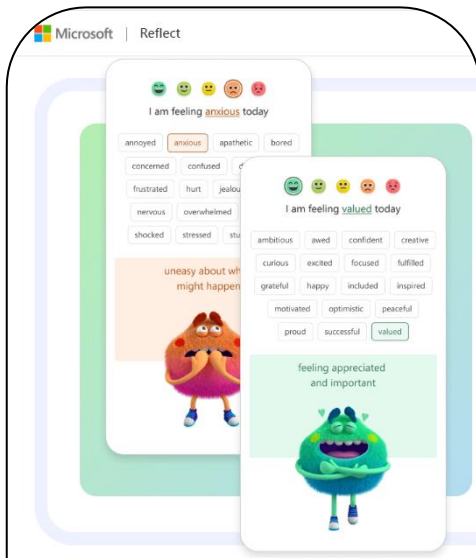 Microsoft | Reflect
I am feeling anxious today
annoyed anxious apathetic bored
concerned confused
frustrated hurt
nervous overwhelmed
shocked stressed
uneasy about
might happen
I am feeling valued today
ambitious awed confident creative
curious excited focused fulfilled
grateful happy included inspired
motivated optimistic peaceful
proud successful valued
feeling appreciated
and important